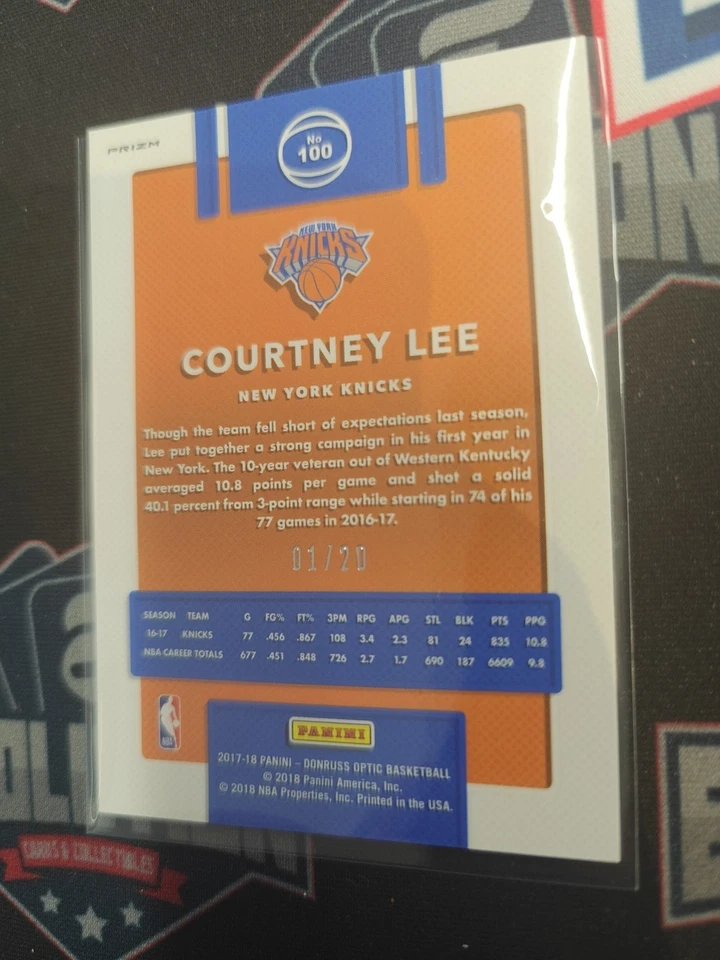 PRIZM
No
100
NEW YORK
KNICKS
COURTNEY LEE
NEW YORK KNICKS
Though the team fell short of expectations last season,
Lee put together a strong campaign in his first year in
New York. The 10-year veteran out of Western Kentucky
averaged 10.8 points per game and shot a solid
40.1 percent from 3-point range while starting in 74 of his
77 games in 2016-17.
01/20
SEASON TEAM G FG% FT% 3PM RPG APG STL BLK PTS PPG
16-17 KNICKS 77 .456 .867 108 3.4 2.3 81 24 835 10.8
NBA CAREER TOTALS 677 .451 .848 726 2.7 1.7 690 187 6609 9.8
NBA
PANINI
2017-18 PANINI – DONRUSS OPTIC BASKETBALL
© 2018 Panini America, Inc.
© 2018 NBA Properties, Inc. Printed in the USA.
CARDS & COLLECTIBLES